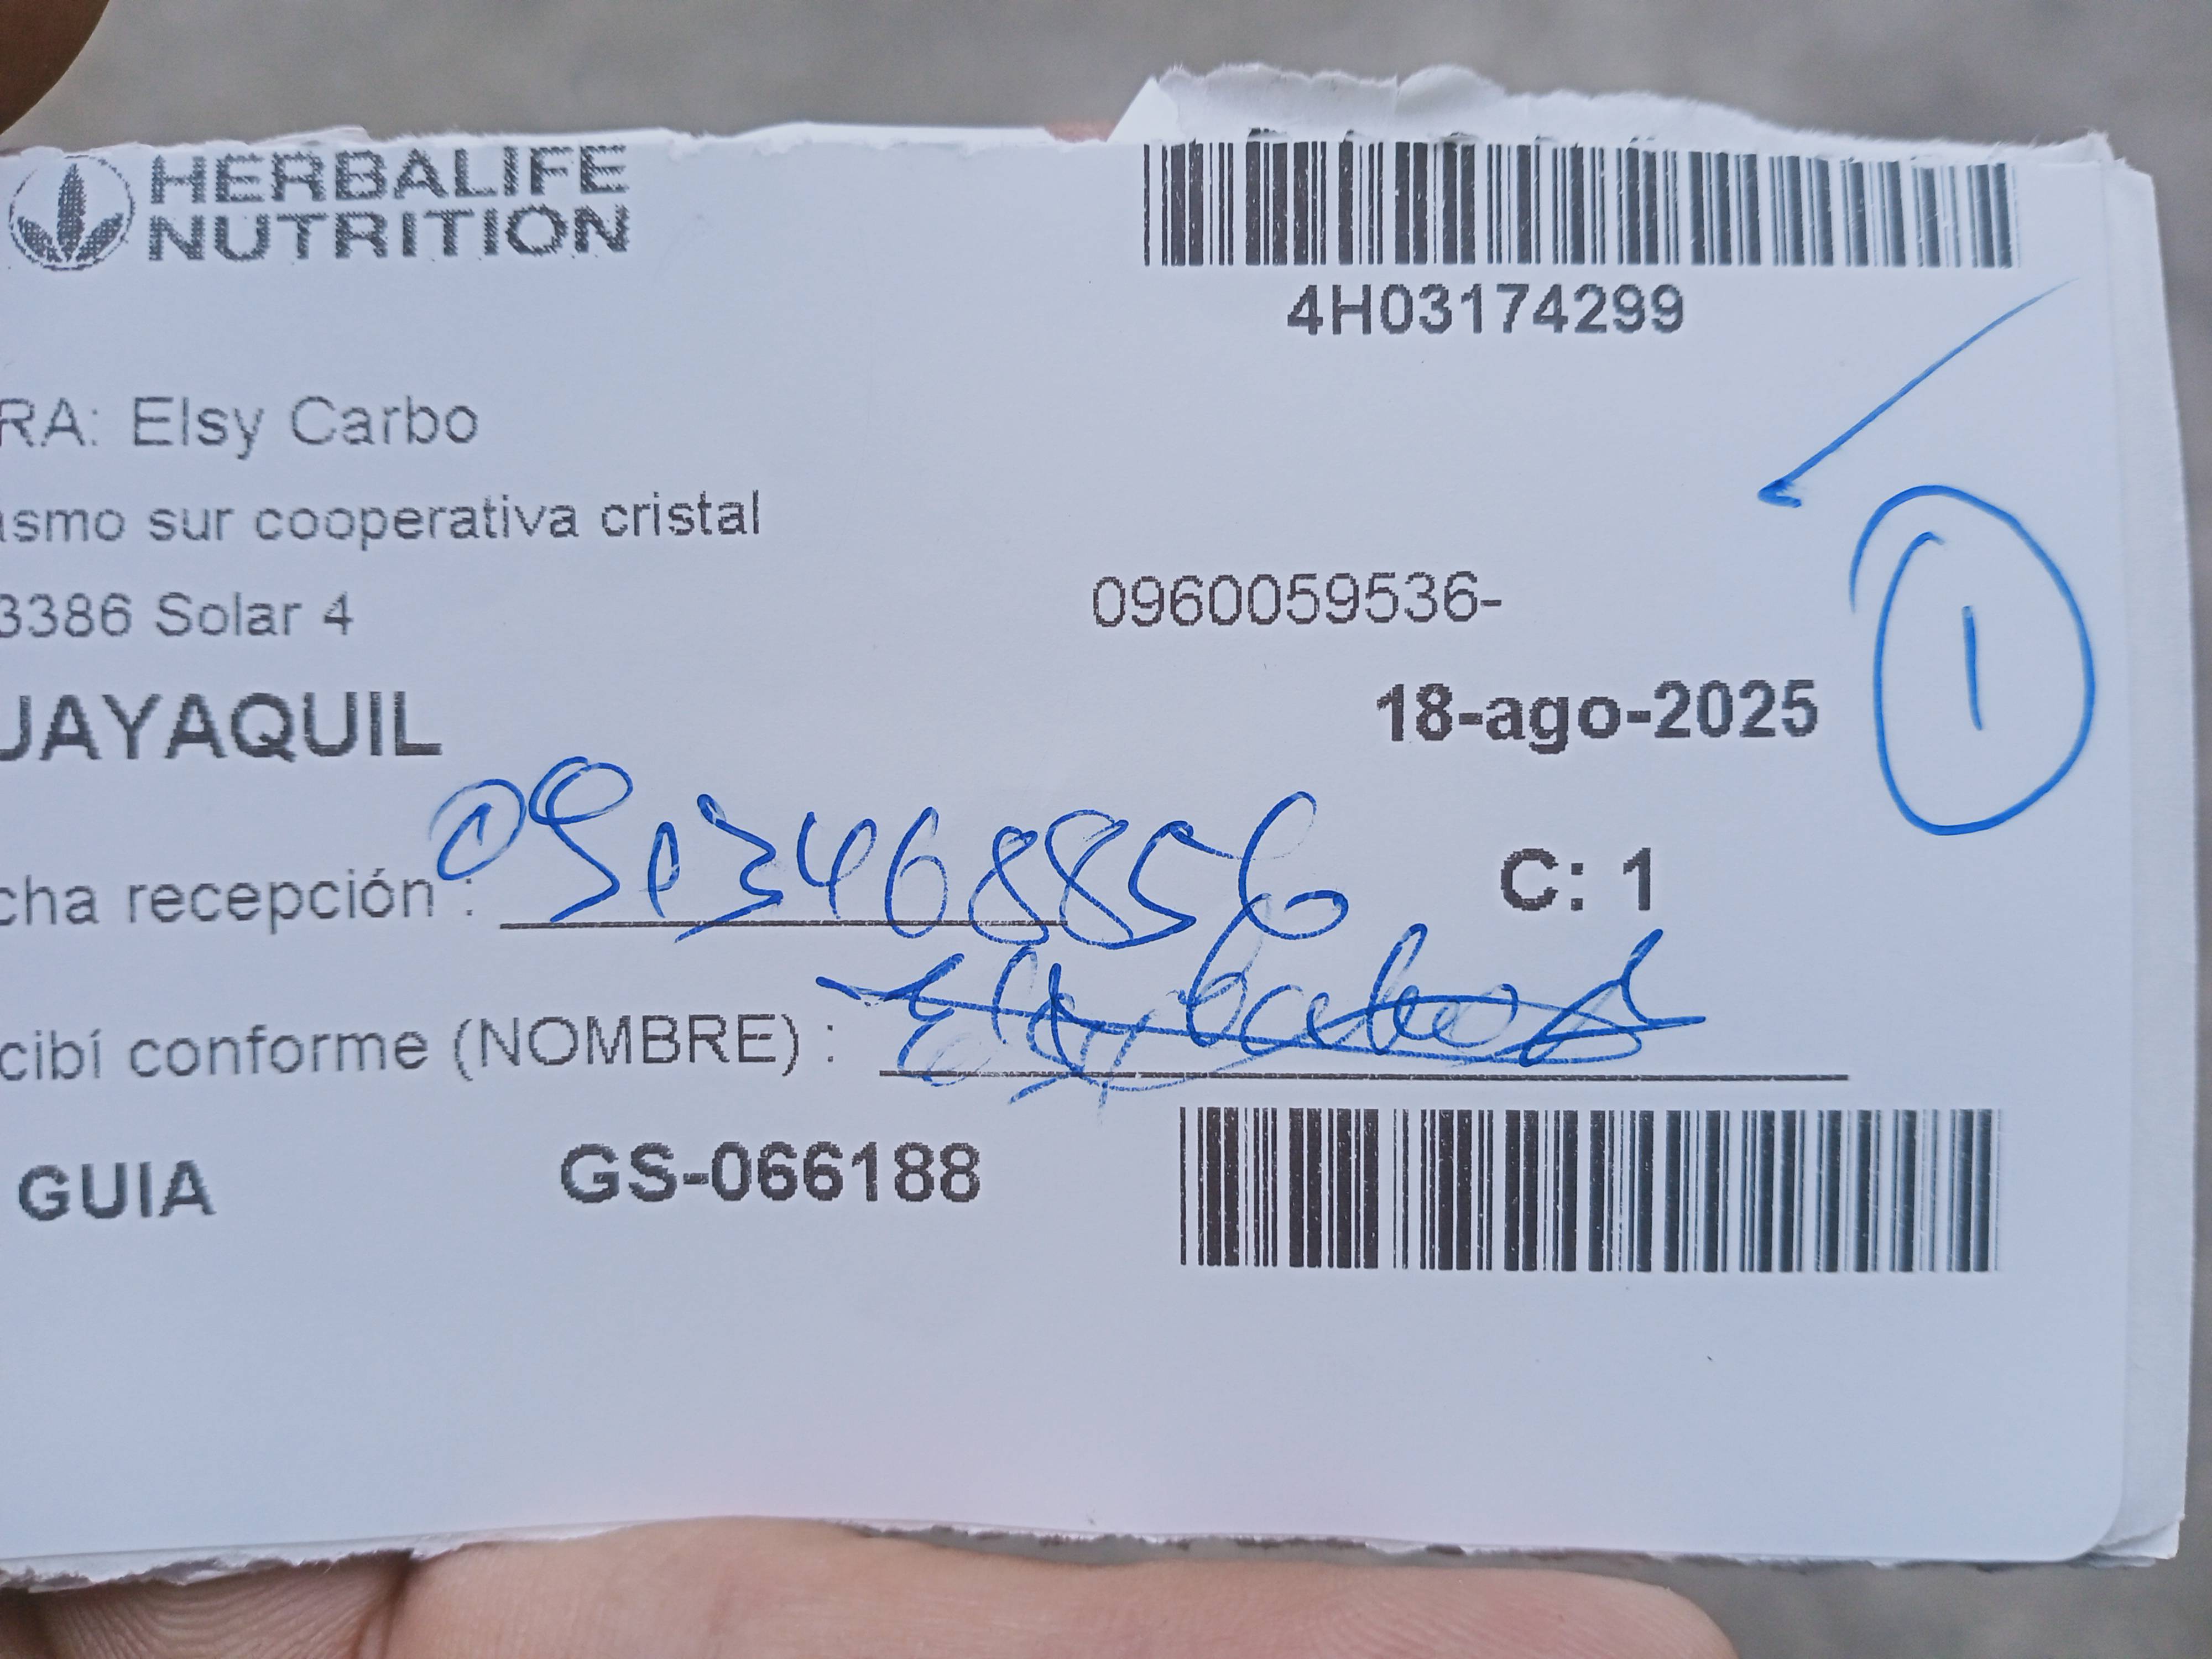 HERBALIFE
NUTRITION
4H03174299
RA: Elsy Carbo
asmo sur cooperativa cristal
3386 Solar 4
0960059536-
UAYAQUIL
18-ago-2025
1
1
cha recepción :
C: 1
cibí conforme (NOMBRE) :
GUIA
GS-066188